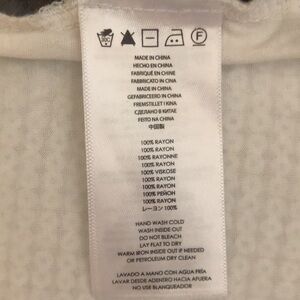 MADE IN CHINA
HECHO EN CHINA
FABRIQUÉ EN CHINE
FABBRICATO IN CINA
MADE IN CHINA
GEFABRICEERD IN CHINA
FREMSTILLET I KINA
СДЕЛАНО В КИТАЕ
FEITO NA CHINA
中国製
100% RAYON
100% RAYON
100% RAYONNE
100% RAYON
100% VISKOSE
100% RAYON
100% RAYON
100% РЕЙОН
100% RAYON
レーヨン 100%
HAND WASH COLD
WASH INSIDE OUT
DO NOT BLEACH
LAY FLAT TO DRY
WARM IRON INSIDE OUT IF NEEDED
OR PETROLEUM DRY CLEAN
LAVADO A MANO CON AGUA FRÍA
LAVAR DESDE ADENTRO HACIA AFUERA
NO USE BLANQUEADOR